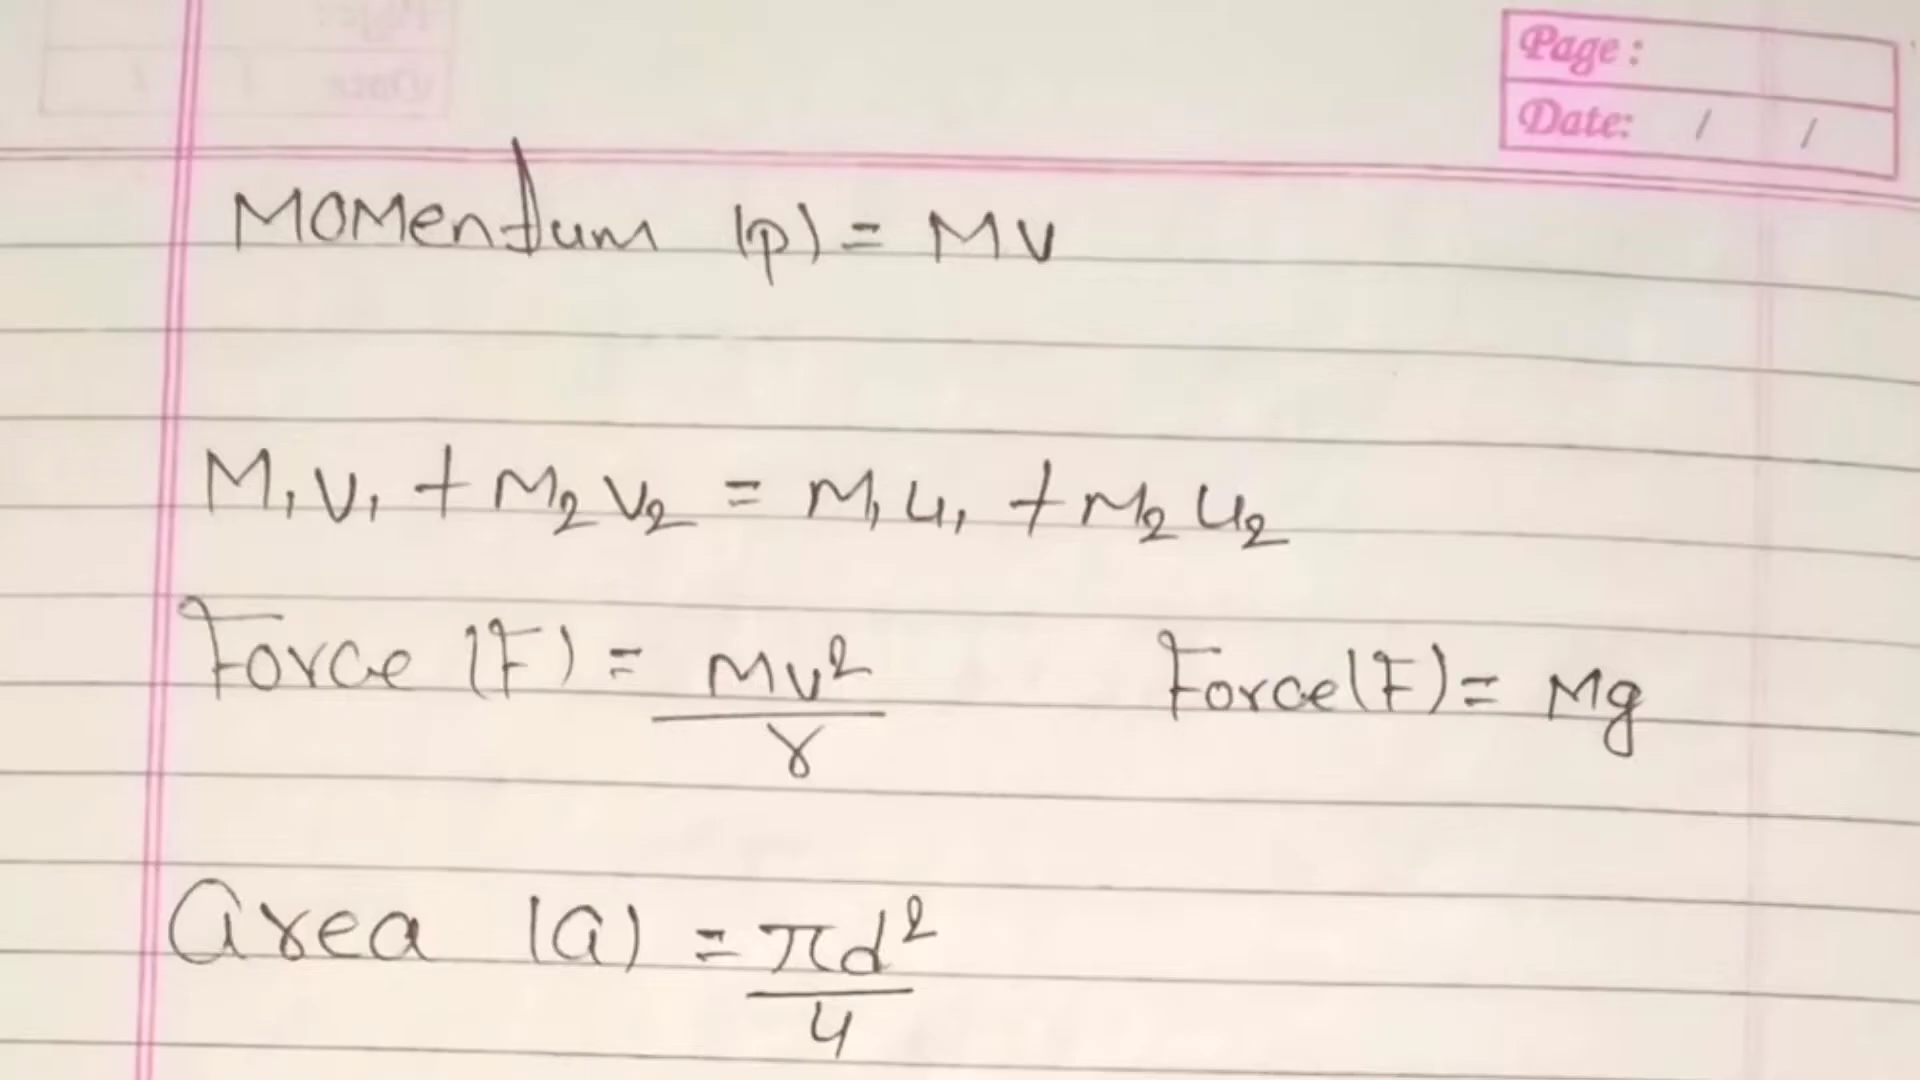 Page:
Date: / /
Momentum (p) = MV
M₁V₁ + M₂V₂ = M₁u₁ + M₂u₂
Force (F) = Mv²/r Force(F) = Mg
area (a) = πd²/4